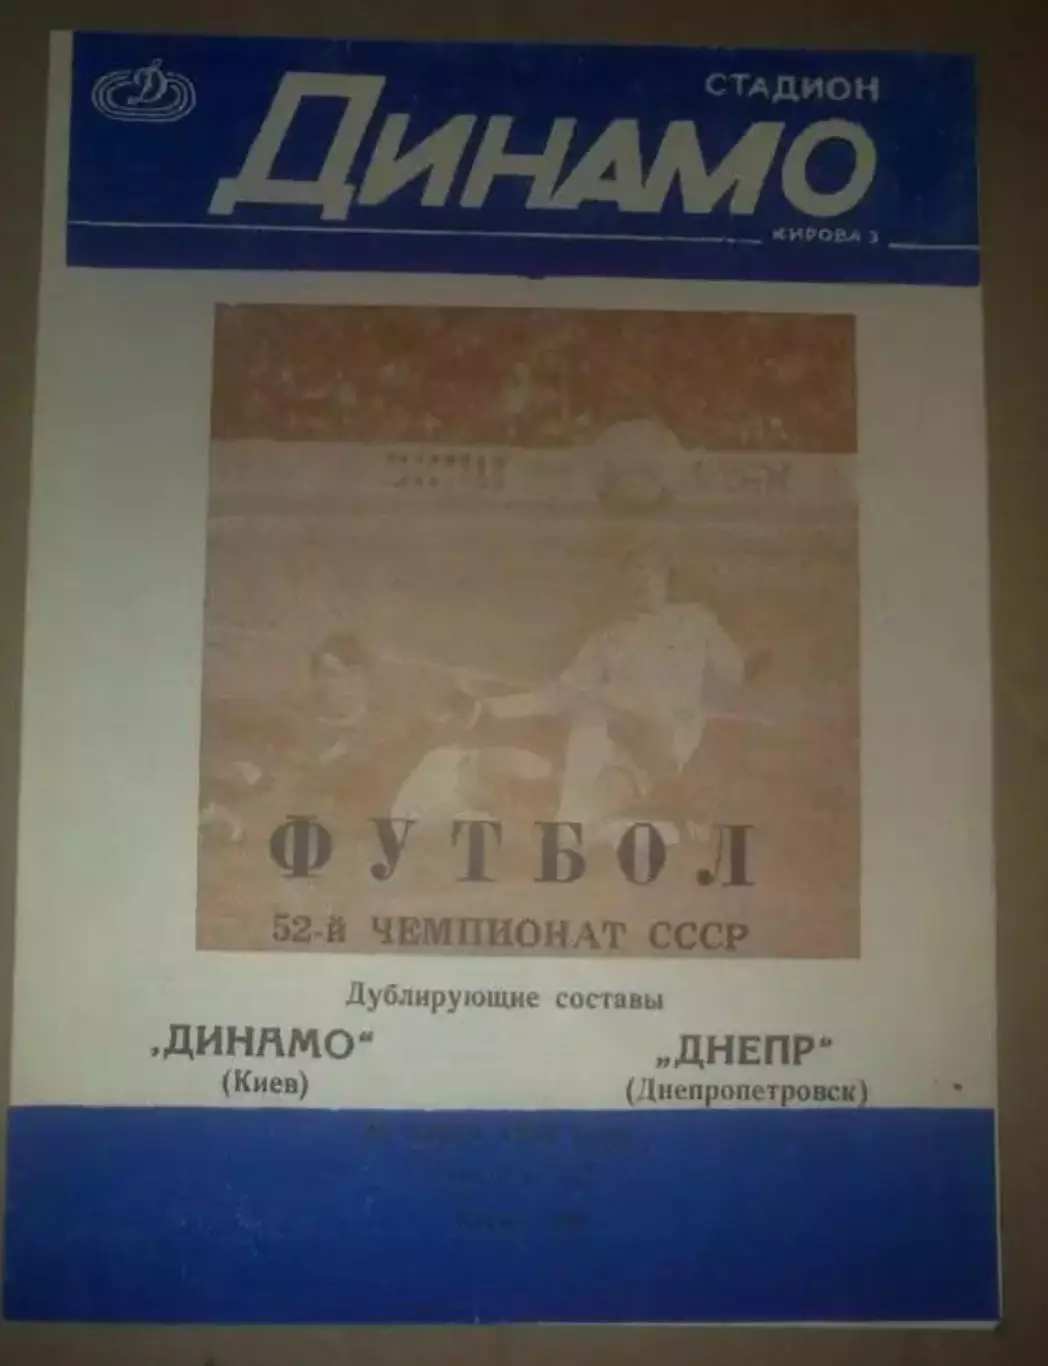 СТАДИОН
ДИНАМО
КИРОВА 3
ФУТБОЛ
52-й ЧЕМПИОНАТ СССР
Дублирующие составы
„ДИНАМО“ „ДНЕПР“
(Киев) (Днепропетровск)